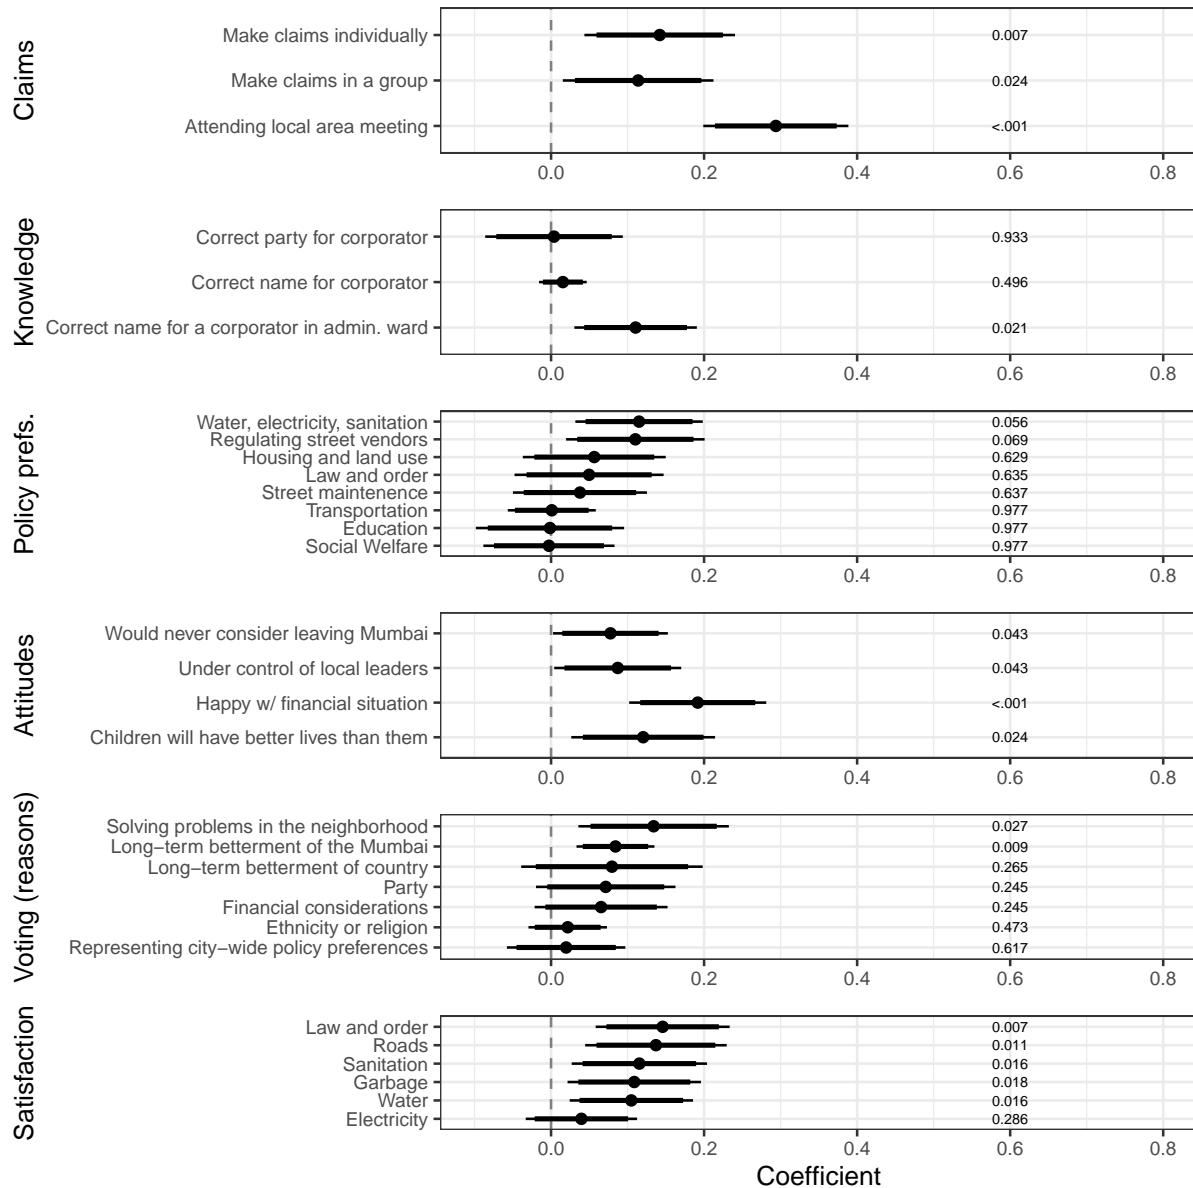 Claims
Make claims individually 0.007
Make claims in a group 0.024
Attending local area meeting <.001
0.0 0.2 0.4 0.6 0.8
Knowledge
Correct party for corporator 0.933
Correct name for corporator 0.496
Correct name for a corporator in admin. ward 0.021
0.0 0.2 0.4 0.6 0.8
Policy prefs.
Water, electricity, sanitation 0.056
Regulating street vendors 0.069
Housing and land use 0.629
Law and order 0.635
Street maintenence 0.637
Transportation 0.977
Education 0.977
Social Welfare 0.977
0.0 0.2 0.4 0.6 0.8
Attitudes
Would never consider leaving Mumbai 0.043
Under control of local leaders 0.043
Happy w/ financial situation <.001
Children will have better lives than them 0.024
0.0 0.2 0.4 0.6 0.8
Voting (reasons)
Solving problems in the neighborhood 0.027
Long−term betterment of the Mumbai 0.009
Long−term betterment of country 0.265
Party 0.245
Financial considerations 0.245
Ethnicity or religion 0.473
Representing city−wide policy preferences 0.617
0.0 0.2 0.4 0.6 0.8
Satisfaction
Law and order 0.007
Roads 0.011
Sanitation 0.016
Garbage 0.018
Water 0.016
Electricity 0.286
0.0 0.2 0.4 0.6 0.8
Coefficient